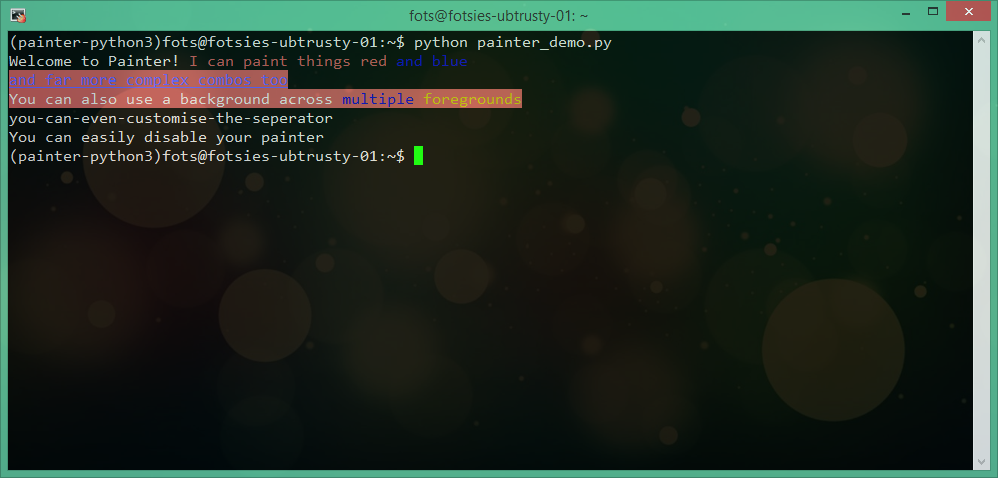 fots@fotsies-ubtrusty-01: ~
(painter-python3)fots@fotsies-ubtrusty-01:~$ python painter_demo.py
Welcome to Painter! I can paint things red and blue
and far more complex combos too
You can also use a background across multiple foregrounds
you-can-even-customise-the-seperator
You can easily disable your painter
(painter-python3)fots@fotsies-ubtrusty-01:~$